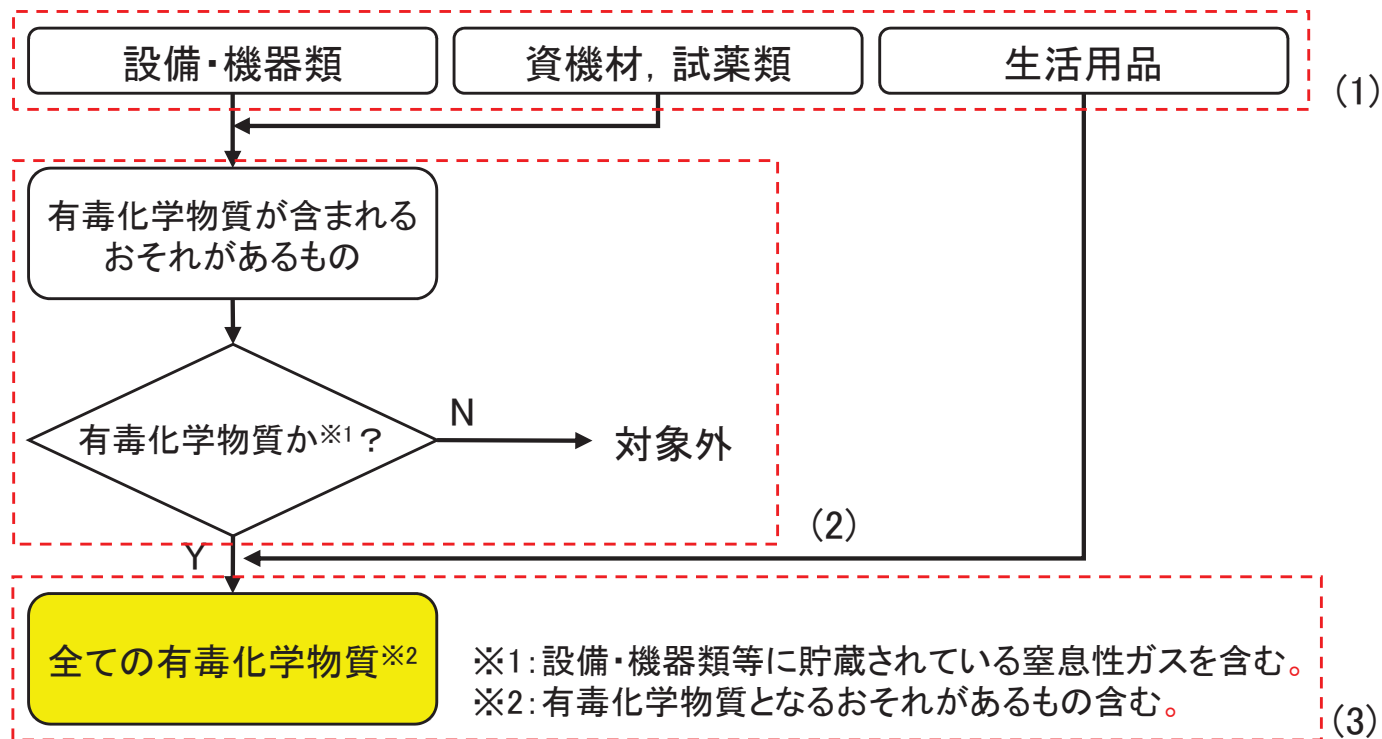 設備・機器類
資機材，試薬類
生活用品
(1)
有毒化学物質が含まれる
おそれがあるもの
有毒化学物質か※1？
N
対象外
(2)
Y
全ての有毒化学物質※2
※1：設備・機器類等に貯蔵されている窒息性ガスを含む。
※2：有毒化学物質となるおそれがあるもの含む。
(3)